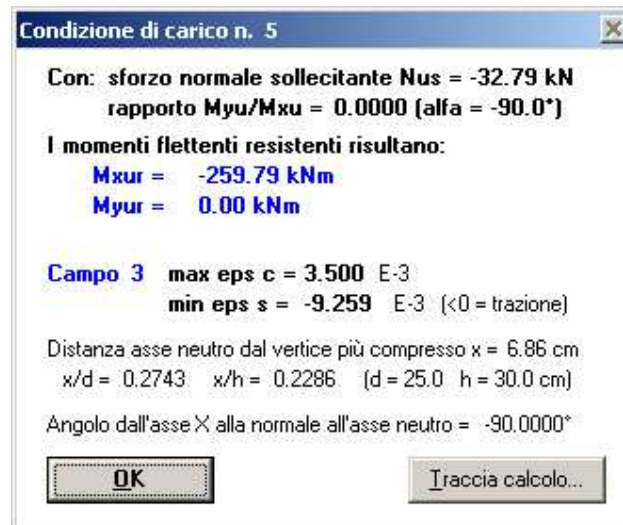 Condizione di carico n. 5
Con: sforzo normale sollecitante Nus = -32.79 kN
rapporto Myu/Mxu = 0.0000 (alfa = -90.0°)
I momenti flettenti resistenti risultano:
Mxur = -259.79 kNm
Myur = 0.00 kNm
Campo 3 max eps c = 3.500 E-3
min eps s = -9.259 E-3 (<0 = trazione)
Distanza asse neutro dal vertice più compresso x = 6.86 cm
x/d = 0.2743 x/h = 0.2286 (d = 25.0 h = 30.0 cm)
Angolo dall'asse X alla normale all'asse neutro = -90.0000°
OK Traccia calcolo...